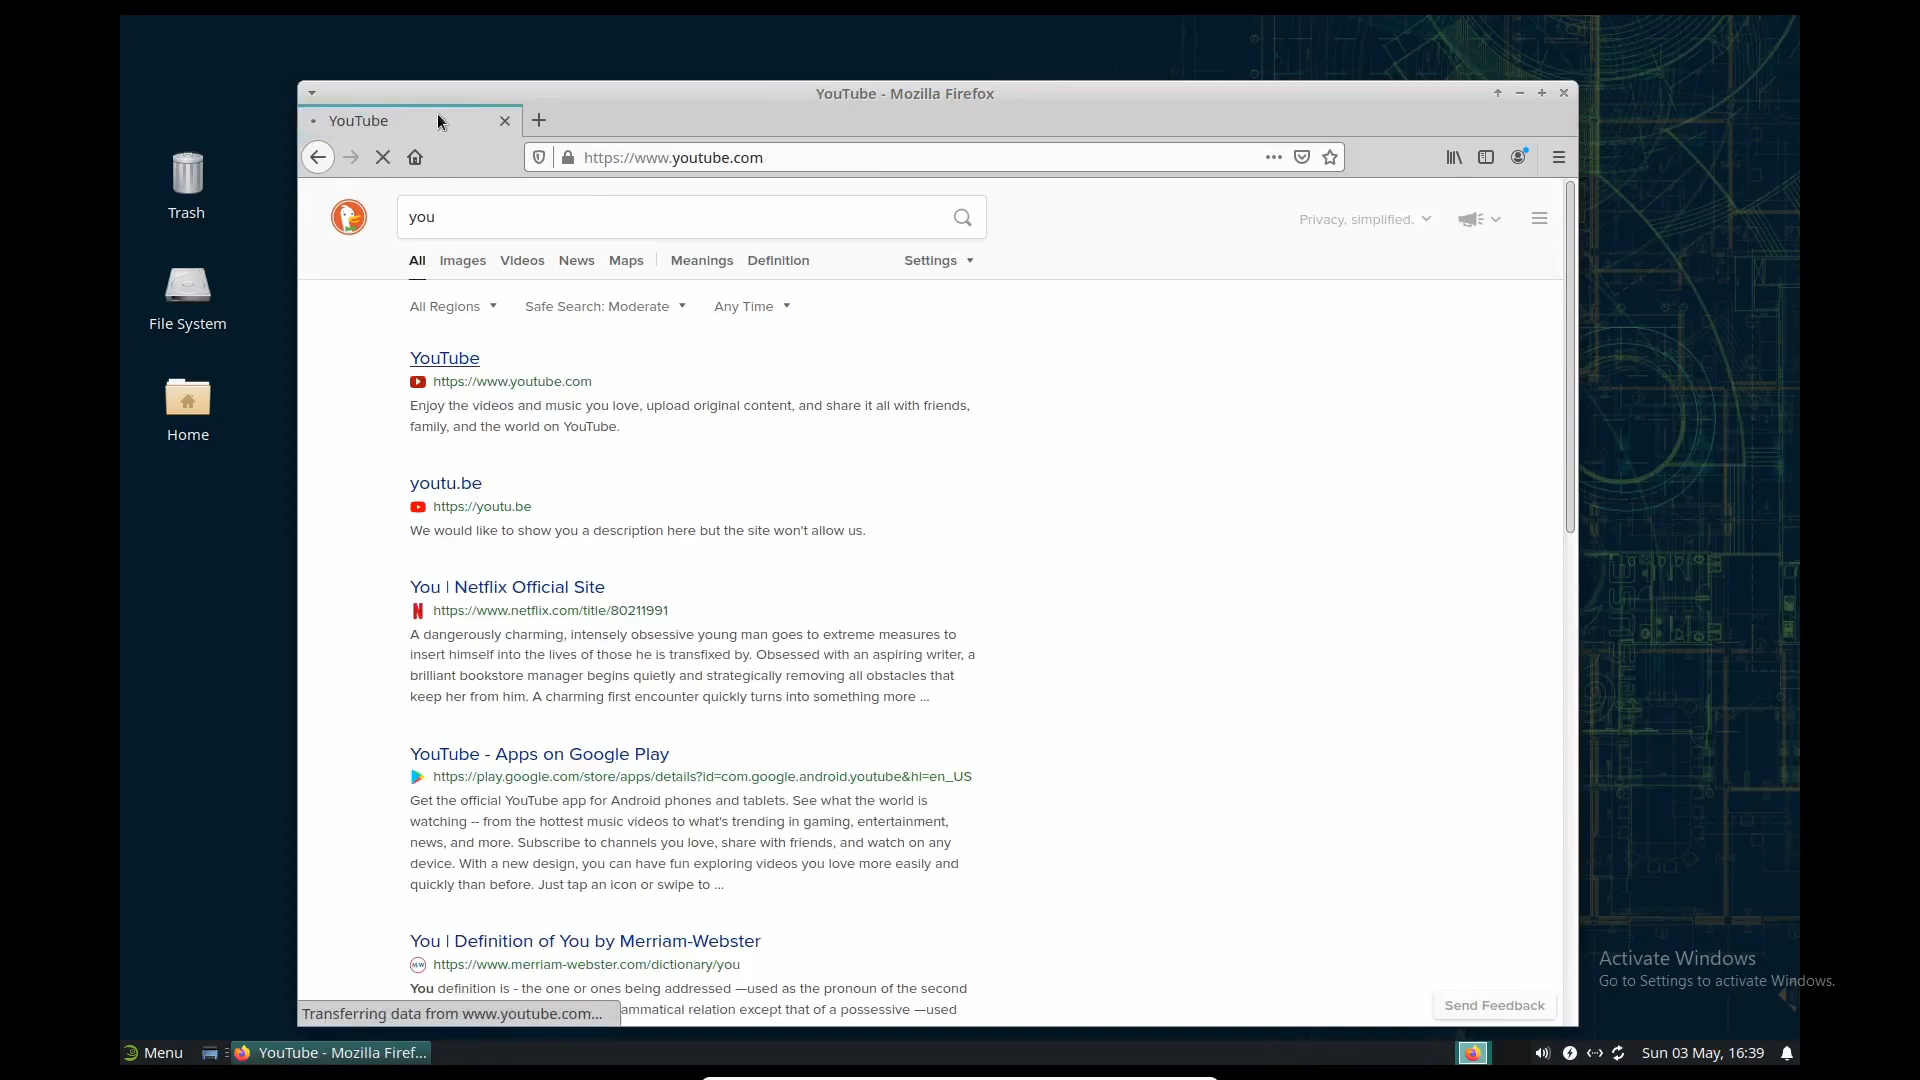 YouTube - Mozilla Firefox
YouTube
https://www.youtube.com
Trash
File System
Home
you
Privacy, simplified.
All Images Videos News Maps Meanings Definition Settings
All Regions Safe Search: Moderate Any Time
YouTube
https://www.youtube.com
Enjoy the videos and music you love, upload original content, and share it all with friends,
family, and the world on YouTube.
youtu.be
https://youtu.be
We would like to show you a description here but the site won't allow us.
You | Netflix Official Site
https://www.netflix.com/title/80211991
A dangerously charming, intensely obsessive young man goes to extreme measures to
insert himself into the lives of those he is transfixed by. Obsessed with an aspiring writer, a
brilliant bookstore manager begins quietly and strategically removing all obstacles that
keep her from him. A charming first encounter quickly turns into something more ...
YouTube - Apps on Google Play
https://play.google.com/store/apps/details?id=com.google.android.youtube&hl=en_US
Get the official YouTube app for Android phones and tablets. See what the world is
watching -- from the hottest music videos to what's trending in gaming, entertainment,
news, and more. Subscribe to channels you love, share with friends, and watch on any
device. With a new design, you can have fun exploring videos you love more easily and
quickly than before. Just tap an icon or swipe to ...
You | Definition of You by Merriam-Webster
https://www.merriam-webster.com/dictionary/you
You definition is - the one or ones being addressed —used as the pronoun of the second
ammatical relation except that of a possessive —used
Transferring data from www.youtube.com...
Send Feedback
Activate Windows
Go to Settings to activate Windows.
Menu
YouTube - Mozilla Firef...
Sun 03 May, 16:39